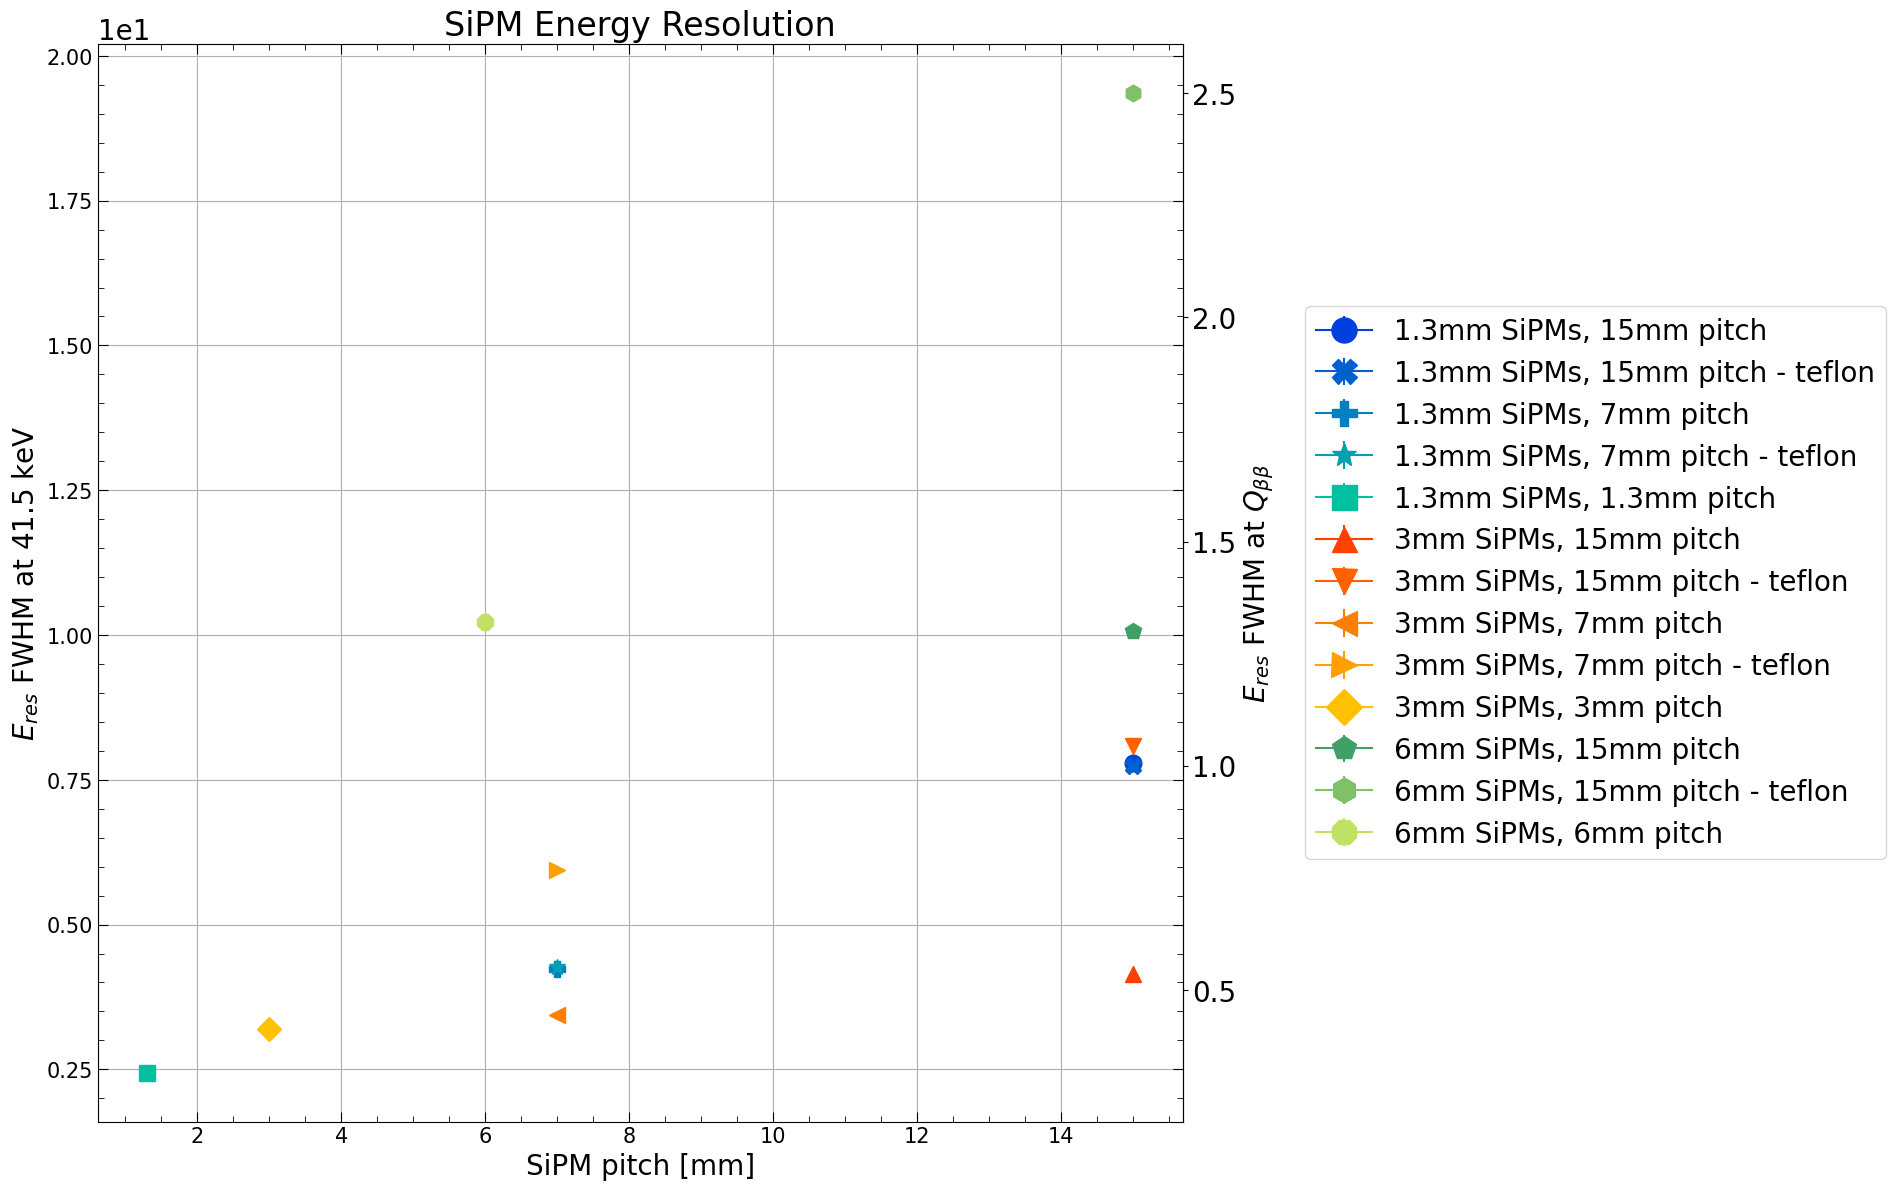 SiPM Energy Resolution
1e1
2.00
1.75
1.50
1.25
1.00
0.75
0.50
0.25
E_res FWHM at 41.5 keV
2 4 6 8 10 12 14
SiPM pitch [mm]
2.5
2.0
1.5
1.0
0.5
E_res FWHM at Q_ββ
1.3mm SiPMs, 15mm pitch
1.3mm SiPMs, 15mm pitch - teflon
1.3mm SiPMs, 7mm pitch
1.3mm SiPMs, 7mm pitch - teflon
1.3mm SiPMs, 1.3mm pitch
3mm SiPMs, 15mm pitch
3mm SiPMs, 15mm pitch - teflon
3mm SiPMs, 7mm pitch
3mm SiPMs, 7mm pitch - teflon
3mm SiPMs, 3mm pitch
6mm SiPMs, 15mm pitch
6mm SiPMs, 15mm pitch - teflon
6mm SiPMs, 6mm pitch